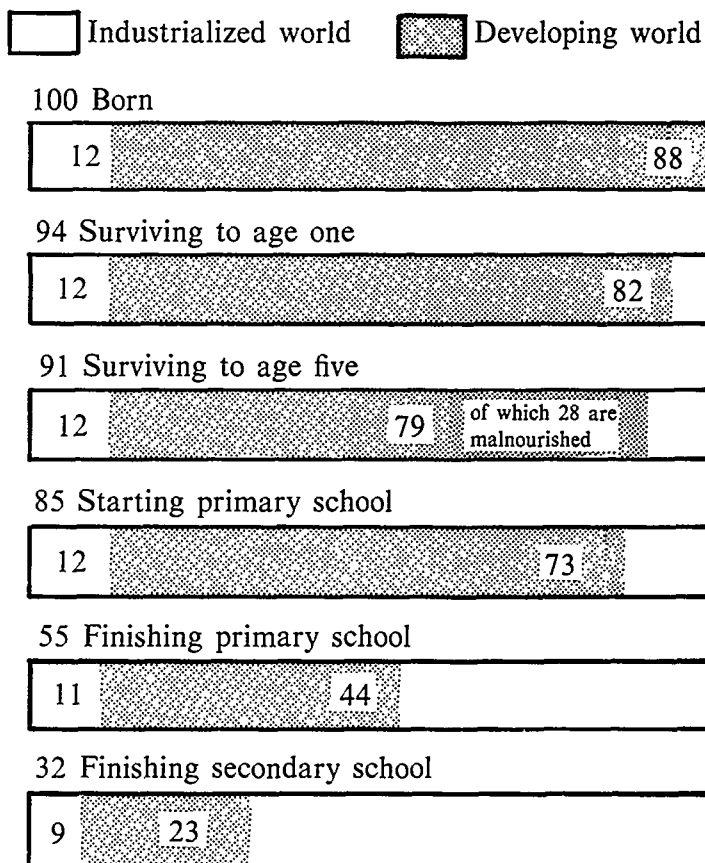 Industrialized world Developing world
100 Born
12 88
94 Surviving to age one
12 82
91 Surviving to age five
12 79 of which 28 are
malnourished
85 Starting primary school
12 73
55 Finishing primary school
11 44
32 Finishing secondary school
9 23